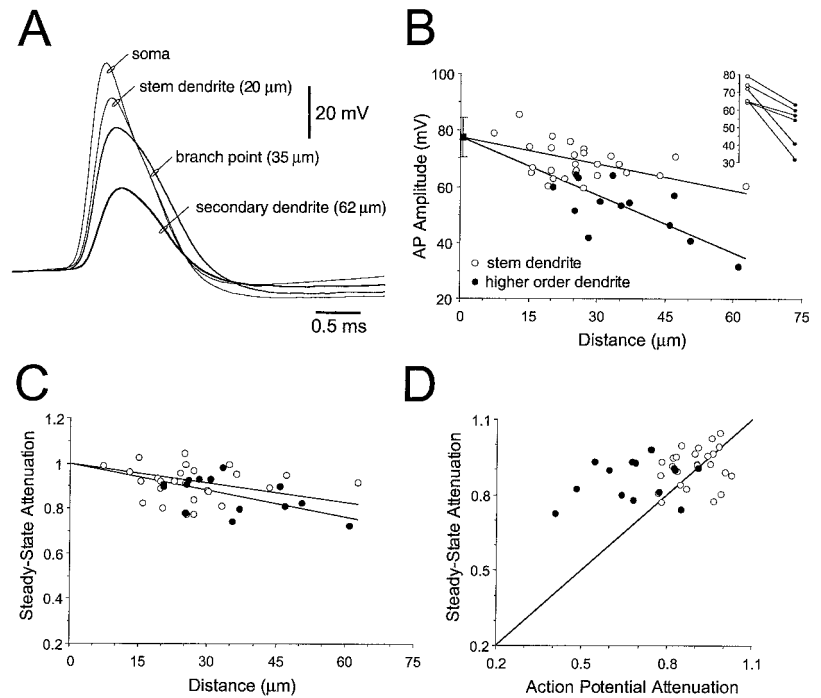 A
soma
stem dendrite (20 μm)
20 mV
branch point (35 μm)
secondary dendrite (62 μm)
0.5 ms
B
100
80
60
40
20
AP Amplitude (mV)
80
70
60
50
40
30
stem dendrite
higher order dendrite
0 15 30 45 60 75
Distance (μm)
C
1.2
1
0.8
0.6
0.4
0.2
Steady-State Attenuation
0 15 30 45 60 75
Distance (μm)
D
1.1
0.8
0.5
0.2
Steady-State Attenuation
0.2 0.5 0.8 1.1
Action Potential Attenuation